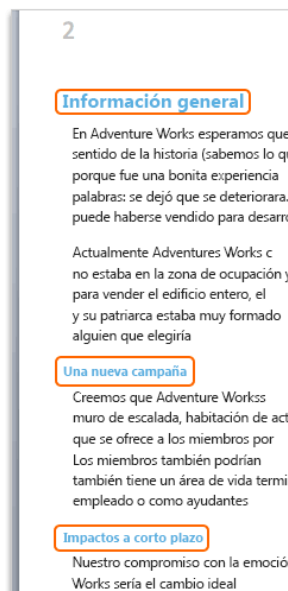 2
Información general
En Adventure Works esperamos que
sentido de la historia (sabemos lo
porque fue una bonita experiencia
palabras: se dejó que se deteriorara.
puede haberse vendido para
Actualmente Adventures Works c
no estaba en la zona de ocupación y
para vender el edificio entero, el
y su patriarca estaba muy formado
alguien que elegiría
Una nueva campaña
Creemos que Adventure Workss
muro de escalada, habitación de
que se ofrece a los miembros por
Los miembros también podrían
también tiene un área de vida
empleado o como ayudantes
Impactos a corto plazo
Nuestro compromiso con la
Works sería el cambio ideal